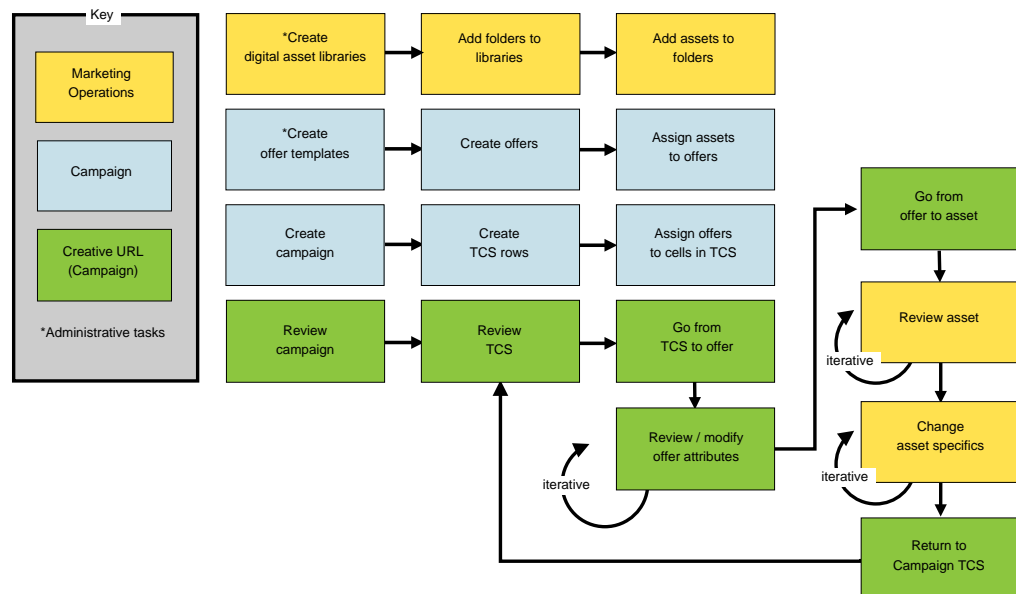 Key
Marketing
Operations
Campaign
Creative URL
(Campaign)
*Administrative tasks
*Create
digital asset libraries
Add folders to
libraries
Add assets to
folders
*Create
offer templates
Create offers
Assign assets
to offers
Create
campaign
Create
TCS rows
Assign offers
to cells in TCS
Review
campaign
Review
TCS
Go from
TCS to offer
Review / modify
offer attributes
iterative
Go from
offer to asset
Review asset
iterative
Change
asset specifics
iterative
Return to
Campaign TCS